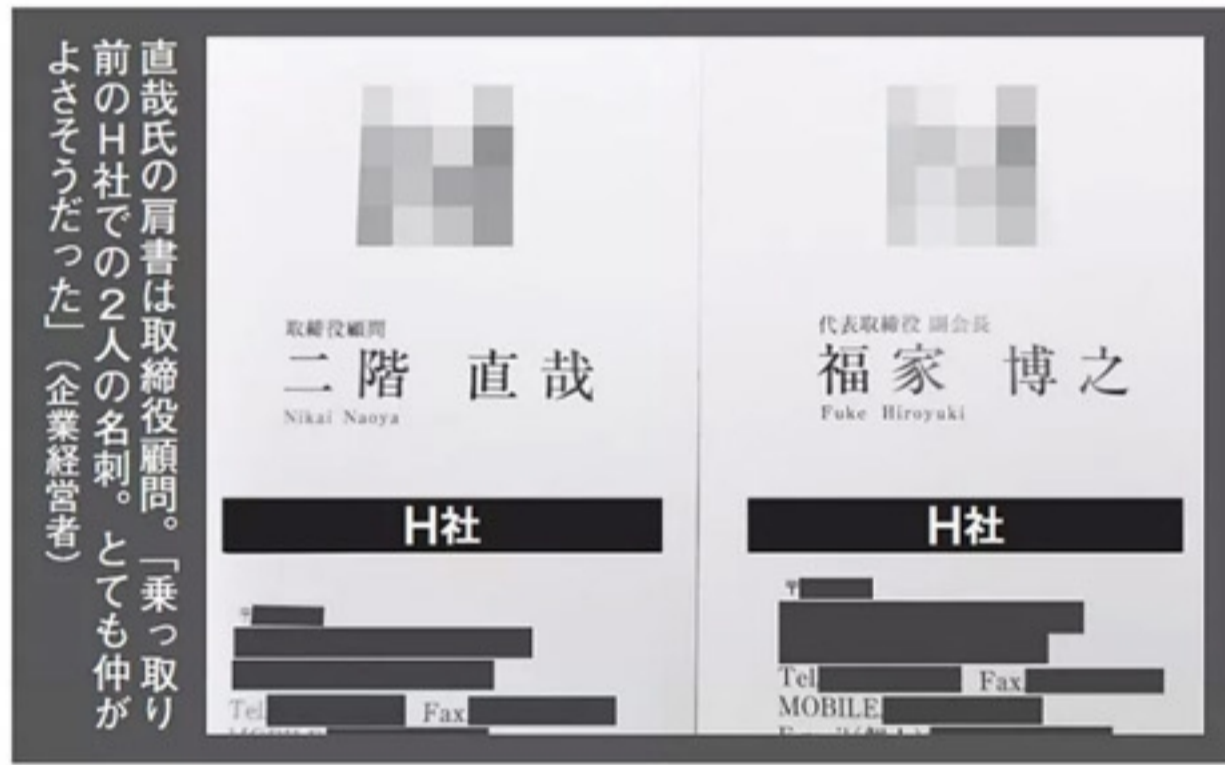 直哉氏の肩書は取締役顧問。「乗っ取り
前のH社での2人の名刺。とても仲が
よさそうだった」（企業経営者）
取締役顧問
二階 直哉
Nikai Naoya
H社
〒
Tel
Fax
代表取締役 副会長
福家 博之
Fuke Hiroyuki
H社
〒
Tel
Fax
MOBILE